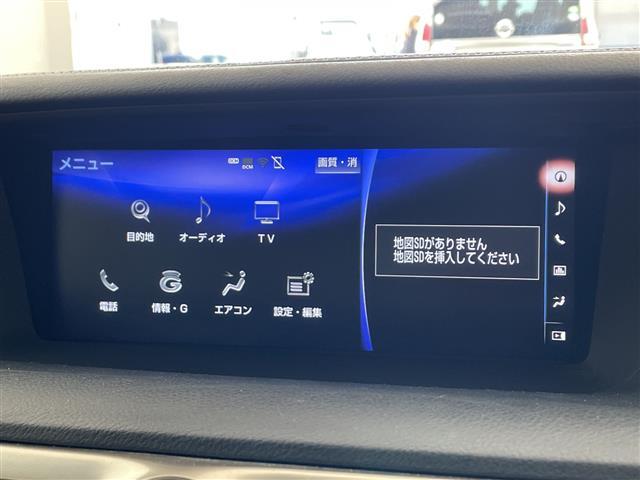 メニュー
DCM
画質・消
目的地
オーディオ
TV
電話
情報・G
エアコン
設定・編集
地図SDがありません
地図SDを挿入してください